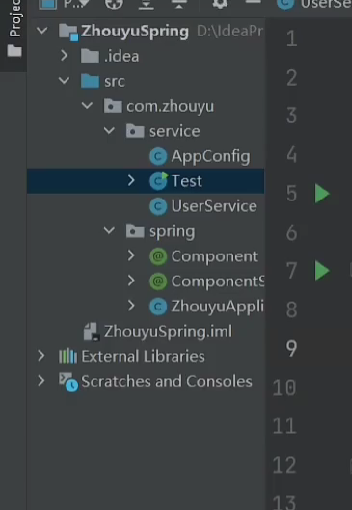 Projec
P...
UserSe
ZhouyuSpring D:\IdeaPr
.idea
src
com.zhouyu
service
AppConfig
Test
UserService
spring
Component
ComponentS
ZhouyuAppli
ZhouyuSpring.iml
External Libraries
Scratches and Consoles
1
2
3
4
5
6
7
8
9
10
11
12
13